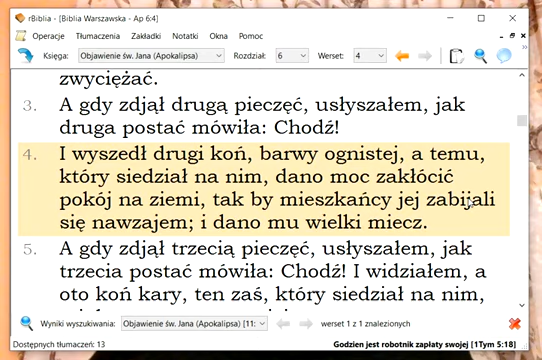 rBiblia - [Biblia Warszawska - Ap 6:4]
Operacje Tłumaczenia Zakładki Notatki Okna Pomoc
Księga: Objawienie św. Jana (Apokalipsa) Rozdział: 6 Werset: 4
zwyciężać.
3. A gdy zdjął drugą pieczęć, usłyszałem, jak
druga postać mówiła: Chodź!
4. I wyszedł drugi koń, barwy ognistej, a temu,
który siedział na nim, dano moc zakłócić
pokój na ziemi, tak by mieszkańcy jej zabijali
się nawzajem; i dano mu wielki miecz.
5. A gdy zdjął trzecią pieczęć, usłyszałem, jak
trzecia postać mówiła: Chodź! I widziałem, a
oto koń kary, ten zaś, który siedział na nim,
Wyniki wyszukiwania: Objawienie św. Jana (Apokalipsa) [11: werset 1 z 1 znalezionych
Dostępnych tłumaczeń: 13 Godzien jest robotnik zapłaty swojej [1Tym 5:18]